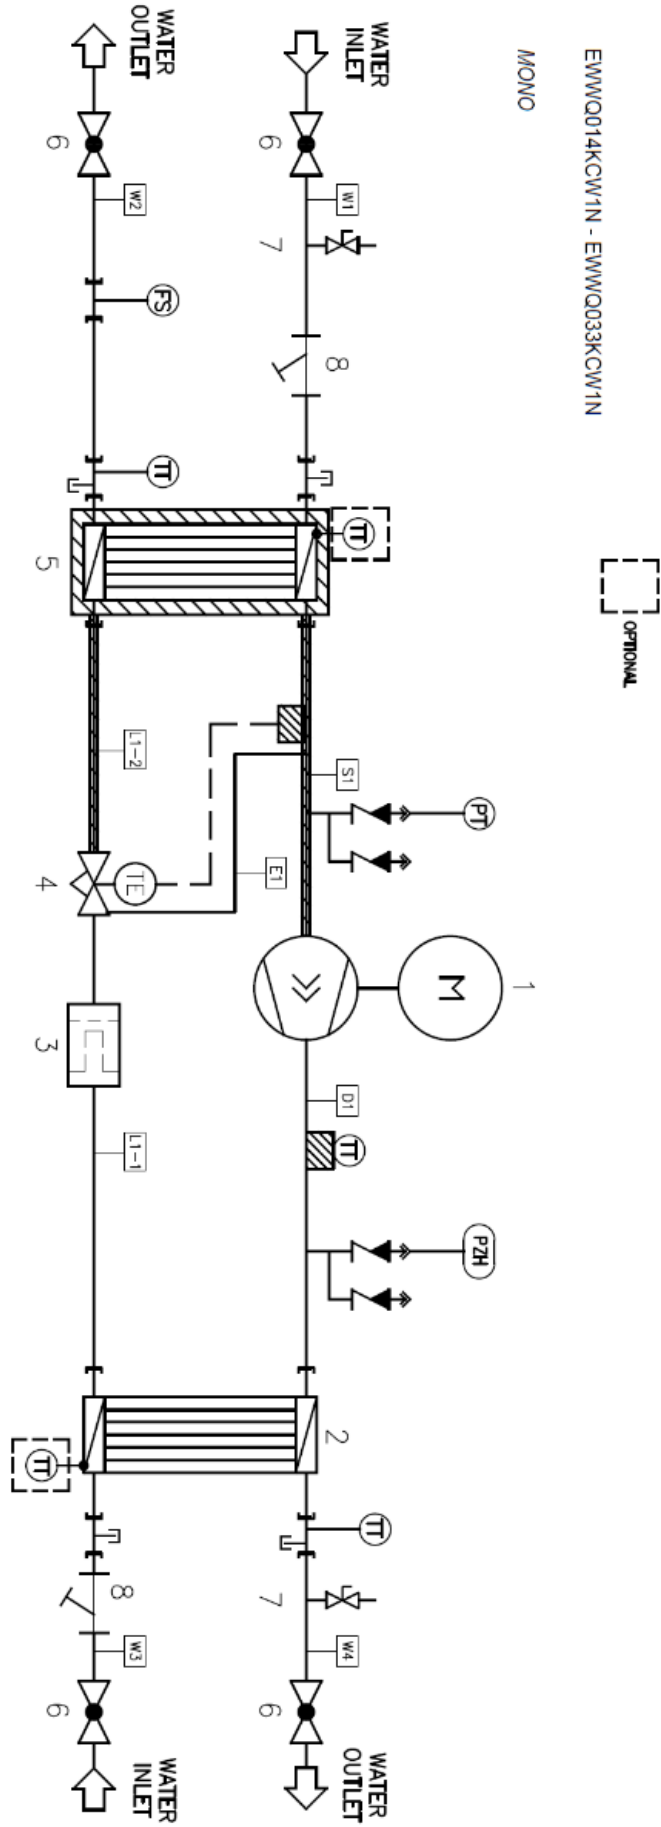 OPTIONAL
EWWQ014KCW1N - EWWQ033KCW1N
MONO
1
PT
PZH
M
WATER
INLET
WATER
OUTLET
TT
TT
TT
W1
8
S1
D1
2
W4
6
7
E1
7
6
WATER
OUTLET
WATER
INLET
FS
TT
W2
L1-2
TE
L1-1
8
W3
6
5
4
3
TT
6